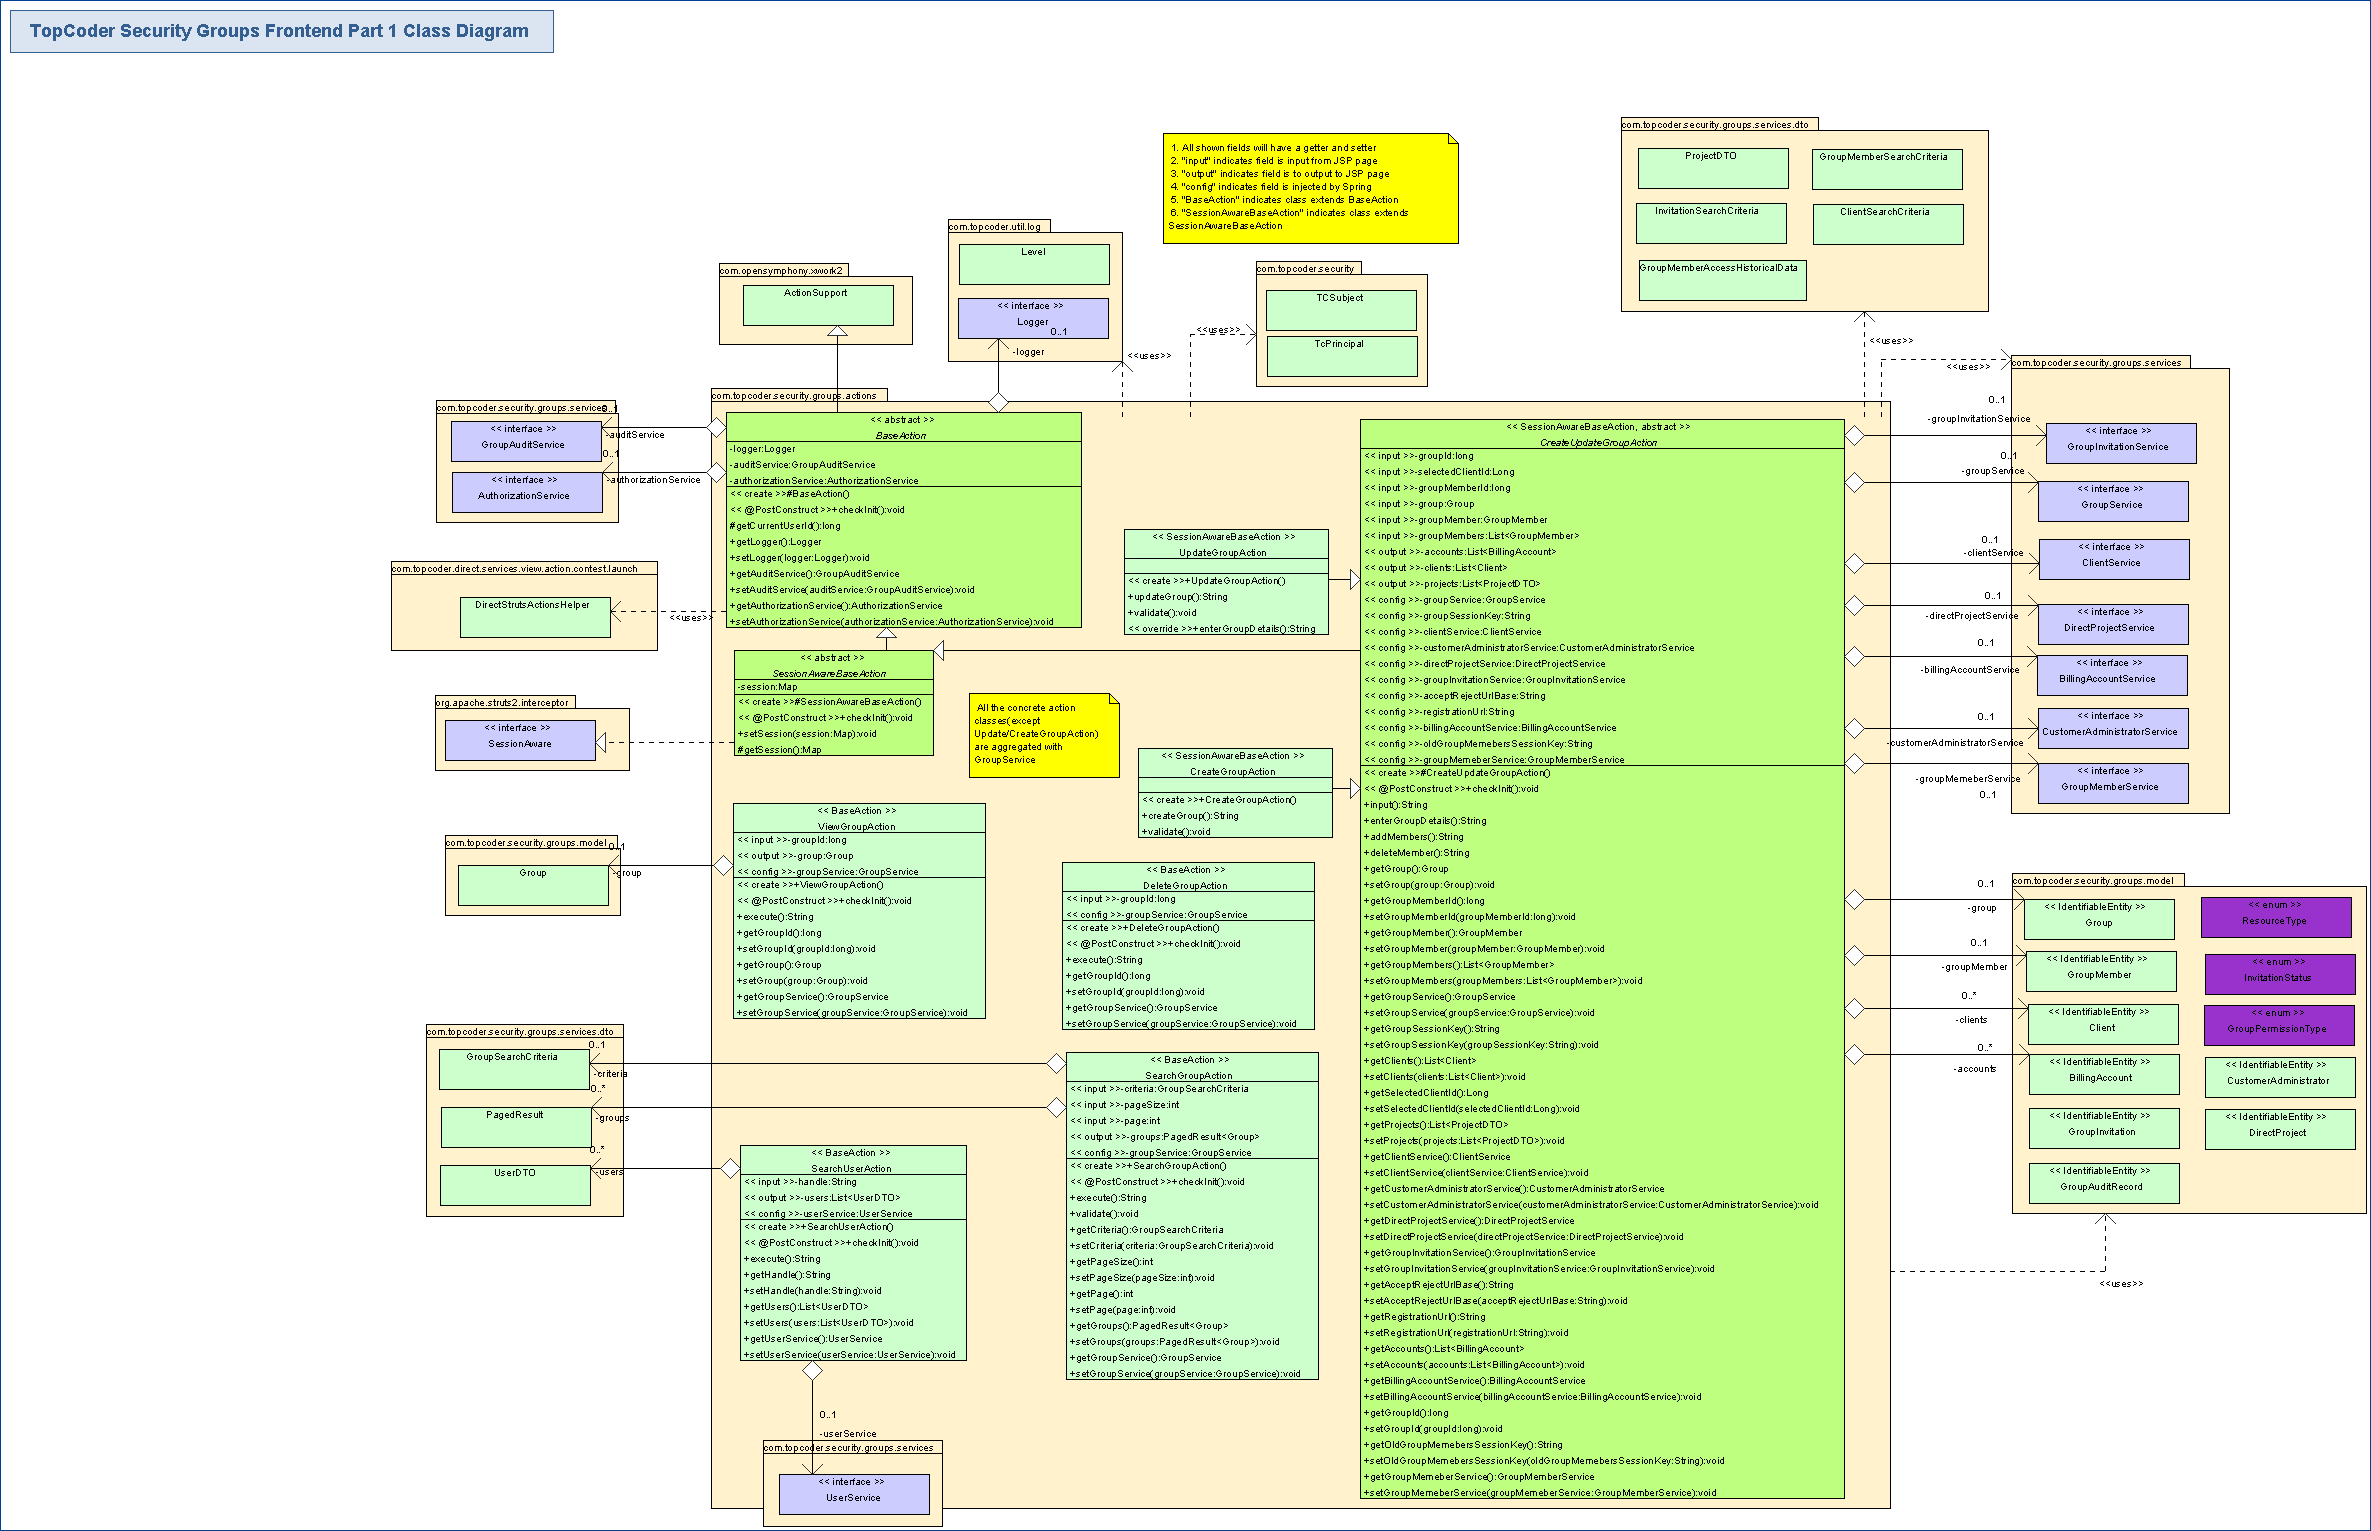 TopCoder Security Groups Frontend Part 1 Class Diagram
com.topcoder.security.groups.services.dto
ProjectDTO
GroupMemberSearchCriteria
InvitationSearchCriteria
ClientSearchCriteria
GroupMemberAccessHistoricalData
1. All shown fields will have a getter and setter
2. "input" indicates field is input from JSP page
3. "output" indicates field is to output to JSP page
4. "config" indicates field is injected by Spring
5. "BaseAction" indicates class extends BaseAction
6. "SessionAwareBaseAction" indicates class extends
SessionAwareBaseAction
com.topcoder.util.log
Level
<< interface >>
Logger
0..1
-logger
com.opensymphony.xwork2
ActionSupport
com.topcoder.security
TCSubject
TcPrincipal
<<uses>>
<<uses>>
<<uses>>
<<uses>>
com.topcoder.security.groups.actions
com.topcoder.security.groups.services
0..1
<< interface >>
GroupAuditService
-auditService
0..1
<< interface >>
AuthorizationService
-authorizationService
<< abstract >>
BaseAction
-logger:Logger
-auditService:GroupAuditService
-authorizationService:AuthorizationService
<< create >>#BaseAction()
<< @PostConstruct >>+checkInit():void
#getCurrentUserId():long
+getLogger():Logger
+setLogger(logger:Logger):void
+getAuditService():GroupAuditService
+setAuditService(auditService:GroupAuditService):void
+getAuthorizationService():AuthorizationService
+setAuthorizationService(authorizationService:AuthorizationService):void
com.topcoder.direct.services.view.action.contest.launch
DirectStrutsActionsHelper
<<uses>>
<< abstract >>
SessionAwareBaseAction
-session:Map
<< create >>#SessionAwareBaseAction()
<< @PostConstruct >>+checkInit():void
+setSession(session:Map):void
#getSession():Map
org.apache.struts2.interceptor
<< interface >>
SessionAware
All the concrete action
classes(except
Update/CreateGroupAction)
are aggregated with
GroupService
<< SessionAwareBaseAction >>
UpdateGroupAction
<< create >>+UpdateGroupAction()
+updateGroup():String
+validate():void
<< override >>+enterGroupDetails():String
<< SessionAwareBaseAction >>
CreateGroupAction
<< create >>+CreateGroupAction()
+createGroup():String
+validate():void
<< BaseAction >>
ViewGroupAction
<< input >>-groupId:long
<< output >>-group:Group
<< config >>-groupService:GroupService
<< create >>+ViewGroupAction()
<< @PostConstruct >>+checkInit():void
+execute():String
+getGroupId():long
+setGroupId(groupId:long):void
+getGroup():Group
+setGroup(group:Group):void
+getGroupService():GroupService
+setGroupService(groupService:GroupService):void
com.topcoder.security.groups.model
0..1
Group
-group
<< BaseAction >>
DeleteGroupAction
<< input >>-groupId:long
<< config >>-groupService:GroupService
<< create >>+DeleteGroupAction()
<< @PostConstruct >>+checkInit():void
+execute():String
+getGroupId():long
+setGroupId(groupId:long):void
+getGroupService():GroupService
+setGroupService(groupService:GroupService):void
com.topcoder.security.groups.services.dto
0..1
GroupSearchCriteria
-criteria
0..*
PagedResult
-groups
0..*
UserDTO
-users
<< BaseAction >>
SearchGroupAction
<< input >>-criteria:GroupSearchCriteria
<< input >>-pageSize:int
<< input >>-page:int
<< output >>-groups:PagedResult<Group>
<< config >>-groupService:GroupService
<< create >>+SearchGroupAction()
<< @PostConstruct >>+checkInit():void
+execute():String
+validate():void
+getCriteria():GroupSearchCriteria
+setCriteria(criteria:GroupSearchCriteria):void
+getPageSize():int
+setPageSize(pageSize:int):void
+getPage():int
+setPage(page:int):void
+getGroups():PagedResult<Group>
+setGroups(groups:PagedResult<Group>):void
+getGroupService():GroupService
+setGroupService(groupService:GroupService):void
<< BaseAction >>
SearchUserAction
<< input >>-handle:String
<< output >>-users:List<UserDTO>
<< config >>-userService:UserService
<< create >>+SearchUserAction()
<< @PostConstruct >>+checkInit():void
+execute():String
+getHandle():String
+setHandle(handle:String):void
+getUsers():List<UserDTO>
+setUsers(users:List<UserDTO>):void
+getUserService():UserService
+setUserService(userService:UserService):void
0..1
-userService
com.topcoder.security.groups.services
<< interface >>
UserService
<< SessionAwareBaseAction, abstract >>
CreateUpdateGroupAction
<< input >>-groupId:long
<< input >>-selectedClientId:Long
<< input >>-groupMemberId:long
<< input >>-group:Group
<< input >>-groupMember:GroupMember
<< input >>-groupMembers:List<GroupMember>
<< output >>-accounts:List<BillingAccount>
<< output >>-clients:List<Client>
<< output >>-projects:List<ProjectDTO>
<< config >>-groupService:GroupService
<< config >>-groupSessionKey:String
<< config >>-clientService:ClientService
<< config >>-customerAdministratorService:CustomerAdministratorService
<< config >>-directProjectService:DirectProjectService
<< config >>-groupInvitationService:GroupInvitationService
<< config >>-acceptRejectUrlBase:String
<< config >>-registrationUrl:String
<< config >>-billingAccountService:BillingAccountService
<< config >>-oldGroupMemebersSessionKey:String
<< config >>-groupMemeberService:GroupMemberService
<< create >>#CreateUpdateGroupAction()
<< @PostConstruct >>+checkInit():void
+input():String
+enterGroupDetails():String
+addMembers():String
+deleteMember():String
+getGroup():Group
+setGroup(group:Group):void
+getGroupMemberId():long
+setGroupMemberId(groupMemberId:long):void
+getGroupMember():GroupMember
+setGroupMember(groupMember:GroupMember):void
+getGroupMembers():List<GroupMember>
+setGroupMembers(groupMembers:List<GroupMember>):void
+getGroupService():GroupService
+setGroupService(groupService:GroupService):void
+getGroupSessionKey():String
+setGroupSessionKey(groupSessionKey:String):void
+getClients():List<Client>
+setClients(clients:List<Client>):void
+getSelectedClientId():Long
+setSelectedClientId(selectedClientId:Long):void
+getProjects():List<ProjectDTO>
+setProjects(projects:List<ProjectDTO>):void
+getClientService():ClientService
+setClientService(clientService:ClientService):void
+getCustomerAdministratorService():CustomerAdministratorService
+setCustomerAdministratorService(customerAdministratorService:CustomerAdministratorService):void
+getDirectProjectService():DirectProjectService
+setDirectProjectService(directProjectService:DirectProjectService):void
+getGroupInvitationService():GroupInvitationService
+setGroupInvitationService(groupInvitationService:GroupInvitationService):void
+getAcceptRejectUrlBase():String
+setAcceptRejectUrlBase(acceptRejectUrlBase:String):void
+getRegistrationUrl():String
+setRegistrationUrl(registrationUrl:String):void
+getAccounts():List<BillingAccount>
+setAccounts(accounts:List<BillingAccount>):void
+getBillingAccountService():BillingAccountService
+setBillingAccountService(billingAccountService:BillingAccountService):void
+getGroupId():long
+setGroupId(groupId:long):void
+getOldGroupMemebersSessionKey():String
+setOldGroupMemebersSessionKey(oldGroupMemebersSessionKey:String):void
+getGroupMemeberService():GroupMemberService
+setGroupMemeberService(groupMemeberService:GroupMemberService):void
com.topcoder.security.groups.services
0..1
-groupInvitationService
<< interface >>
GroupInvitationService
0..1
-groupService
<< interface >>
GroupService
0..1
-clientService
<< interface >>
ClientService
0..1
-directProjectService
<< interface >>
DirectProjectService
0..1
-billingAccountService
<< interface >>
BillingAccountService
0..1
-customerAdministratorService
<< interface >>
CustomerAdministratorService
-groupMemeberService
0..1
<< interface >>
GroupMemberService
com.topcoder.security.groups.model
0..1
-group
<< IdentifiableEntity >>
Group
<< enum >>
ResourceType
0..1
-groupMember
<< IdentifiableEntity >>
GroupMember
<< enum >>
InvitationStatus
0..*
-clients
<< IdentifiableEntity >>
Client
<< enum >>
GroupPermissionType
0..*
-accounts
<< IdentifiableEntity >>
BillingAccount
<< IdentifiableEntity >>
CustomerAdministrator
<< IdentifiableEntity >>
GroupInvitation
<< IdentifiableEntity >>
DirectProject
<< IdentifiableEntity >>
GroupAuditRecord
<<uses>>